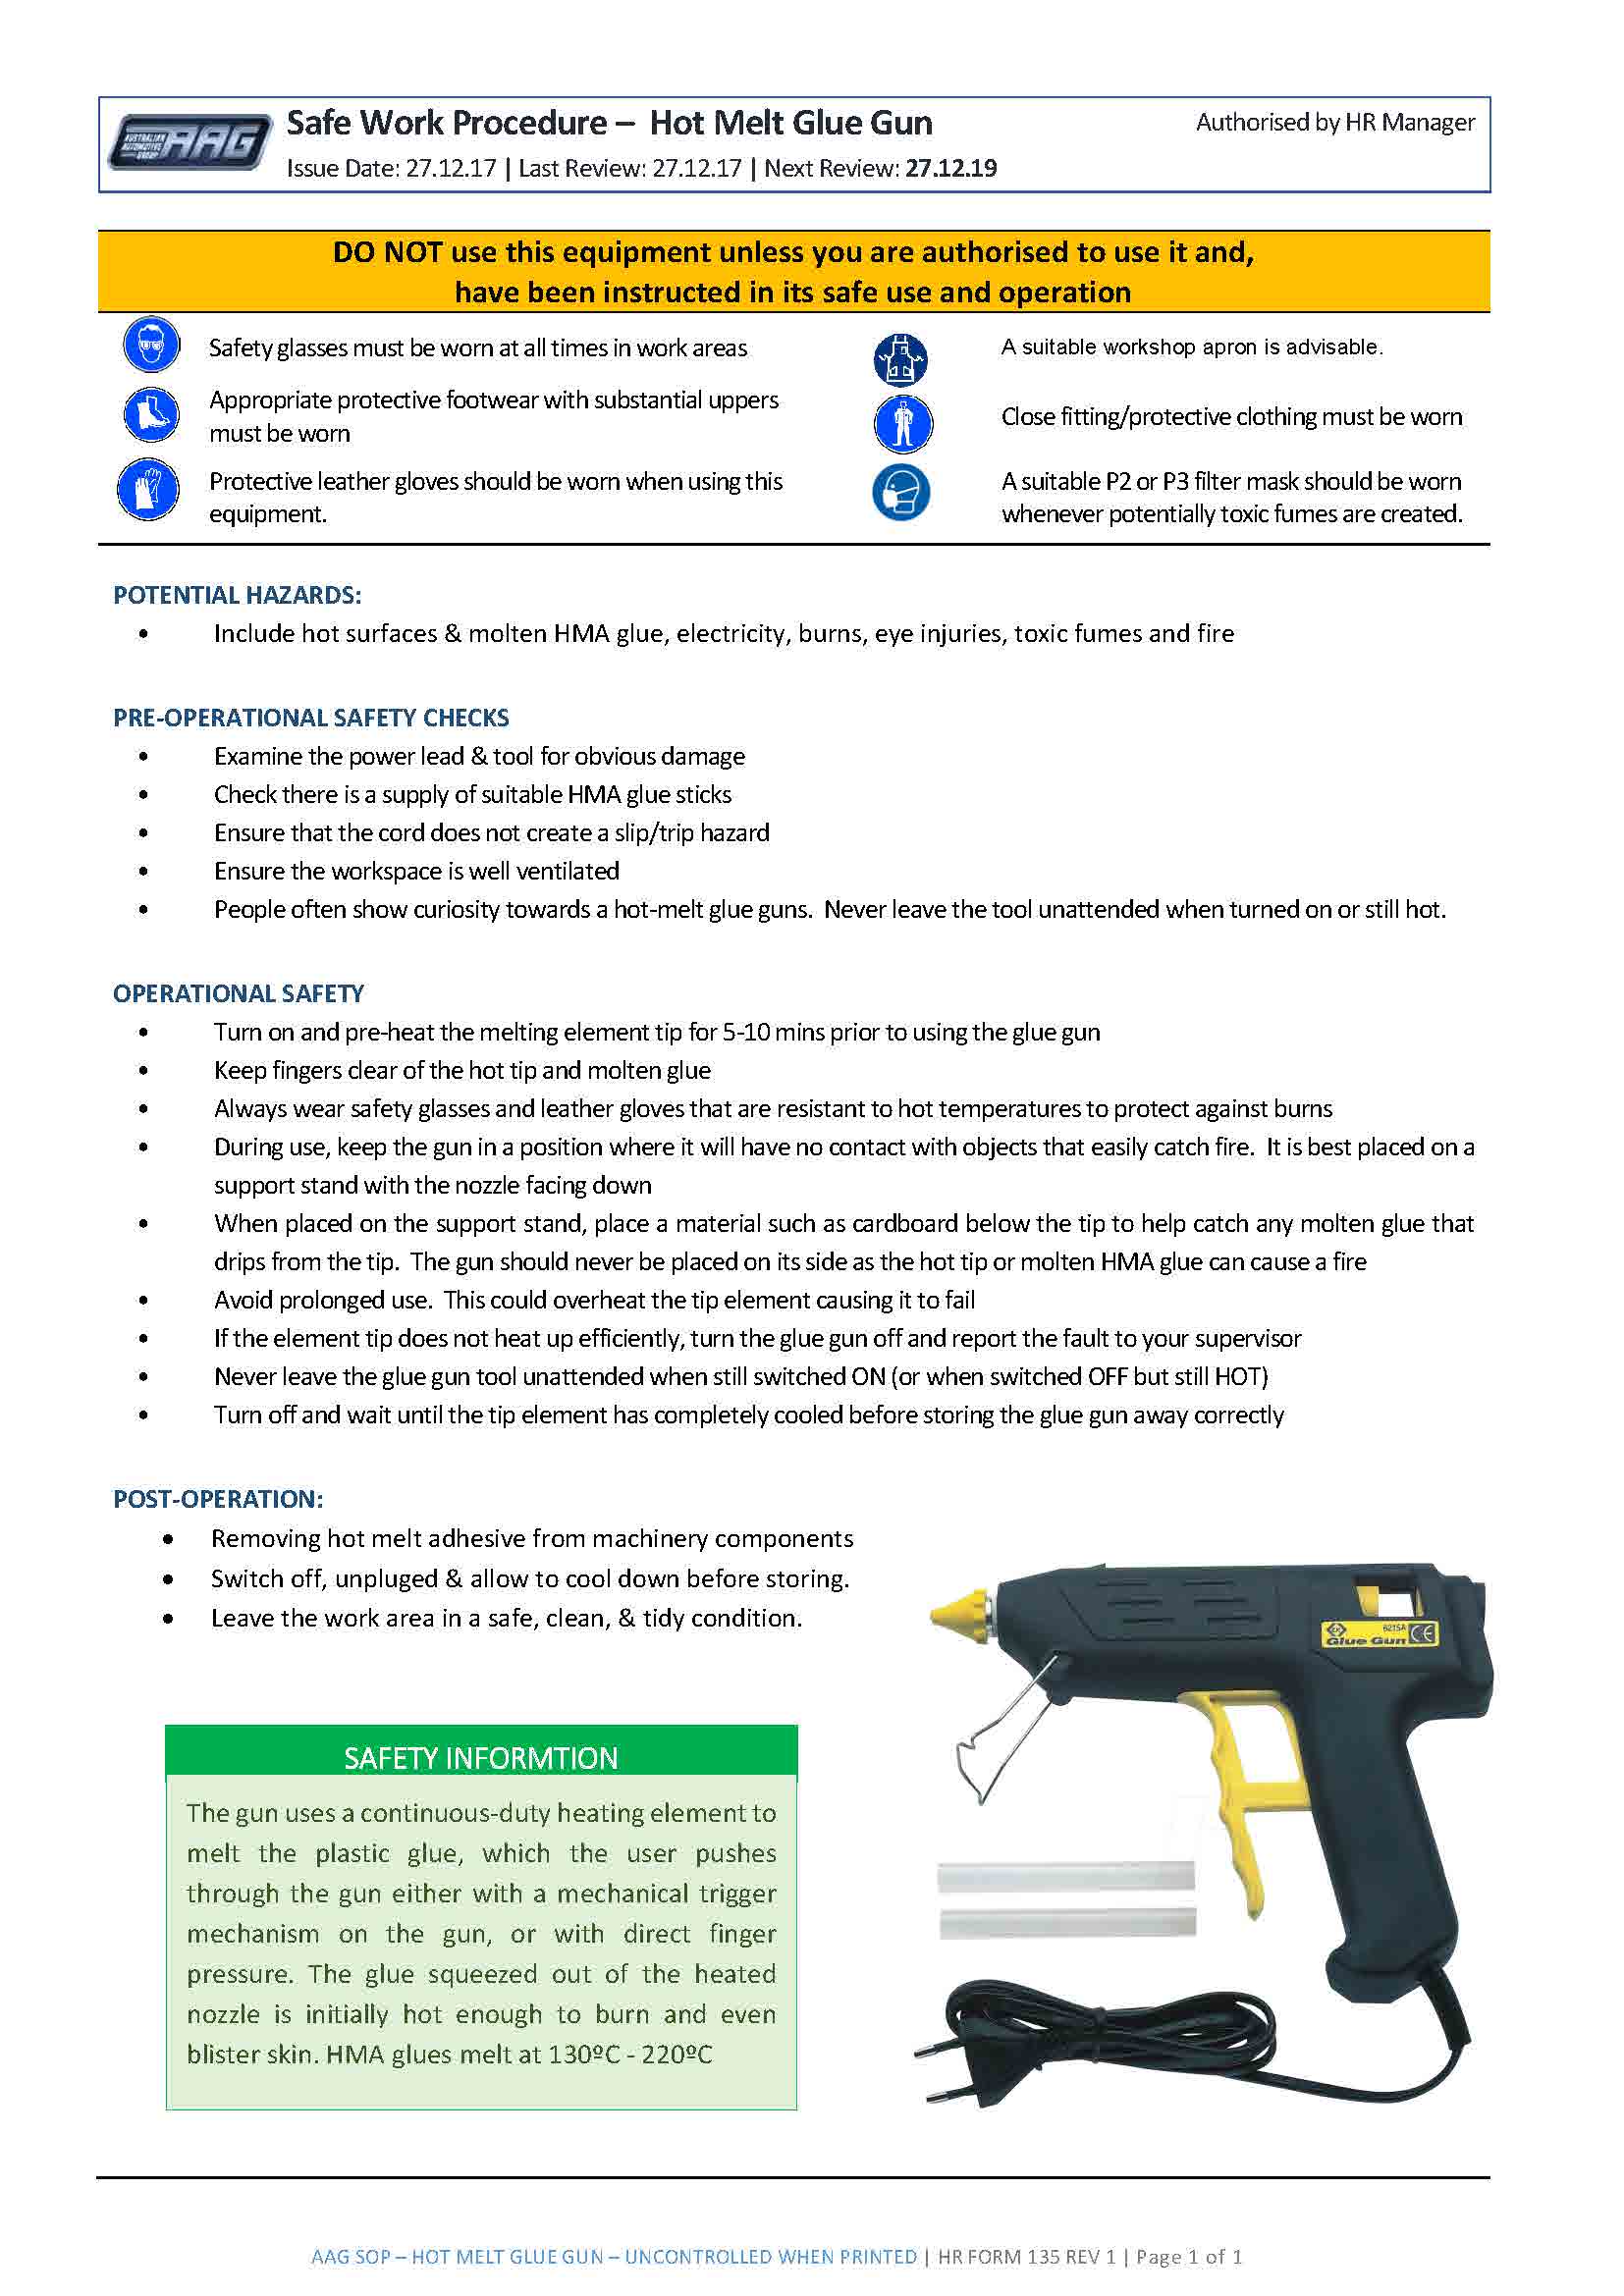 AUSTRALIAN
AUTOMOTIVE
GROUP
AAG
Safe Work Procedure – Hot Melt Glue Gun
Authorised by HR Manager
Issue Date: 27.12.17 | Last Review: 27.12.17 | Next Review: 27.12.19
DO NOT use this equipment unless you are authorised to use it and,
have been instructed in its safe use and operation
Safety glasses must be worn at all times in work areas
A suitable workshop apron is advisable.
Appropriate protective footwear with substantial uppers
must be worn
Close fitting/protective clothing must be worn
Protective leather gloves should be worn when using this
equipment.
A suitable P2 or P3 filter mask should be worn
whenever potentially toxic fumes are created.
POTENTIAL HAZARDS:
• Include hot surfaces & molten HMA glue, electricity, burns, eye injuries, toxic fumes and fire
PRE-OPERATIONAL SAFETY CHECKS
• Examine the power lead & tool for obvious damage
• Check there is a supply of suitable HMA glue sticks
• Ensure that the cord does not create a slip/trip hazard
• Ensure the workspace is well ventilated
• People often show curiosity towards a hot-melt glue guns. Never leave the tool unattended when turned on or still hot.
OPERATIONAL SAFETY
• Turn on and pre-heat the melting element tip for 5-10 mins prior to using the glue gun
• Keep fingers clear of the hot tip and molten glue
• Always wear safety glasses and leather gloves that are resistant to hot temperatures to protect against burns
• During use, keep the gun in a position where it will have no contact with objects that easily catch fire. It is best placed on a
support stand with the nozzle facing down
• When placed on the support stand, place a material such as cardboard below the tip to help catch any molten glue that
drips from the tip. The gun should never be placed on its side as the hot tip or molten HMA glue can cause a fire
• Avoid prolonged use. This could overheat the tip element causing it to fail
• If the element tip does not heat up efficiently, turn the glue gun off and report the fault to your supervisor
• Never leave the glue gun tool unattended when still switched ON (or when switched OFF but still HOT)
• Turn off and wait until the tip element has completely cooled before storing the glue gun away correctly
POST-OPERATION:
• Removing hot melt adhesive from machinery components
• Switch off, unpluged & allow to cool down before storing.
• Leave the work area in a safe, clean, & tidy condition.
6215A
Glue Gun CE
SAFETY INFORMTION
The gun uses a continuous-duty heating element to
melt the plastic glue, which the user pushes
through the gun either with a mechanical trigger
mechanism on the gun, or with direct finger
pressure. The glue squeezed out of the heated
nozzle is initially hot enough to burn and even
blister skin. HMA glues melt at 130ºC - 220ºC
AAG SOP – HOT MELT GLUE GUN – UNCONTROLLED WHEN PRINTED | HR FORM 135 REV 1 | Page 1 of 1